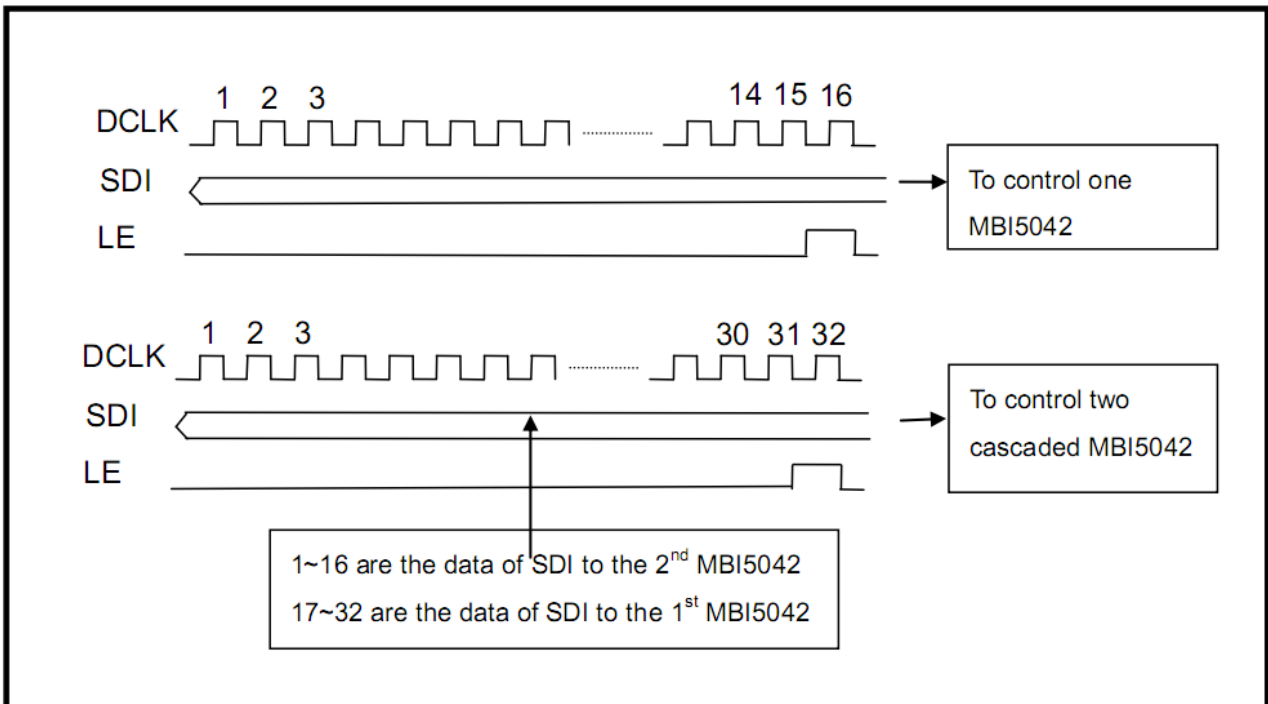 1 2 3 14 15 16
DCLK
SDI
LE
To control one
MBI5042
1 2 3 30 31 32
DCLK
SDI
LE
To control two
cascaded MBI5042
1~16 are the data of SDI to the 2nd MBI5042
17~32 are the data of SDI to the 1st MBI5042